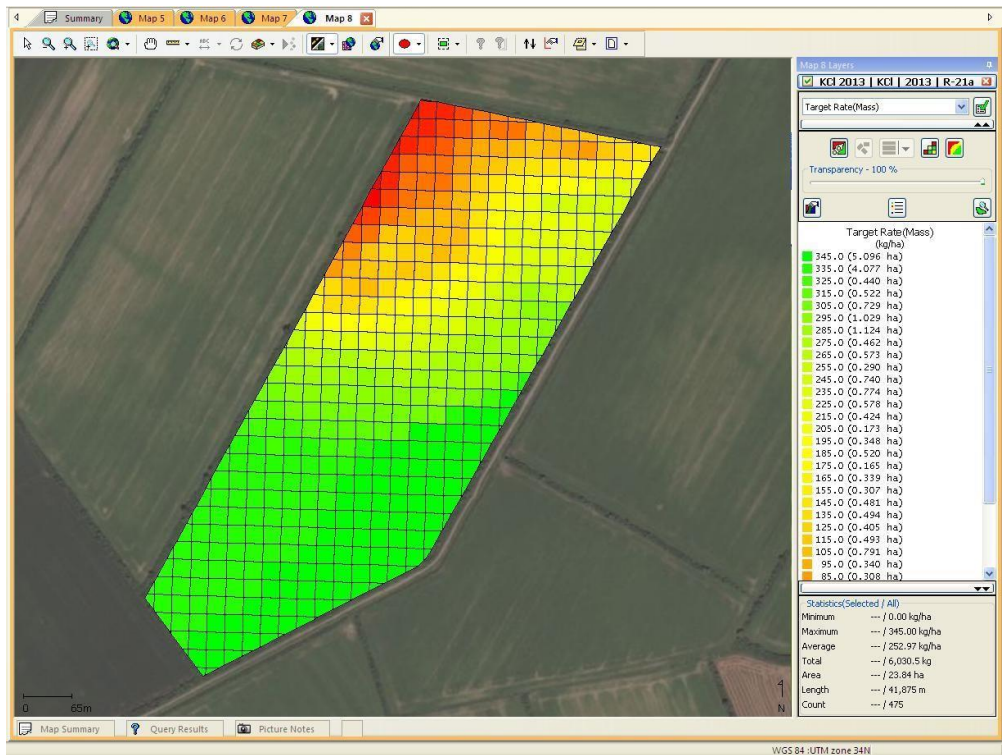 Summary Map 5 Map 6 Map 7 Map 8
Map 8 Layers
KCl 2013 | KCl | 2013 | R-21a
Target Rate(Mass)
Transparency - 100 %
Target Rate(Mass)
(kg/ha)
345.0 (5.096 ha)
335.0 (4.077 ha)
325.0 (0.440 ha)
315.0 (0.522 ha)
305.0 (0.729 ha)
295.0 (1.029 ha)
285.0 (1.124 ha)
275.0 (0.462 ha)
265.0 (0.573 ha)
255.0 (0.290 ha)
245.0 (0.740 ha)
235.0 (0.774 ha)
225.0 (0.578 ha)
215.0 (0.424 ha)
205.0 (0.173 ha)
195.0 (0.348 ha)
185.0 (0.520 ha)
175.0 (0.165 ha)
165.0 (0.339 ha)
155.0 (0.307 ha)
145.0 (0.481 ha)
135.0 (0.494 ha)
125.0 (0.405 ha)
115.0 (0.493 ha)
105.0 (0.791 ha)
95.0 (0.340 ha)
85.0 (0.308 ha)
Statistics(Selected / All)
Minimum --- / 0.00 kg/ha
Maximum --- / 345.00 kg/ha
Average --- / 252.97 kg/ha
Total --- / 6,030.5 kg
Area --- / 23.84 ha
Length --- / 41,875 m
Count --- / 475
0 65m
N
Map Summary Query Results Picture Notes
WGS 84 :UTM zone 34N